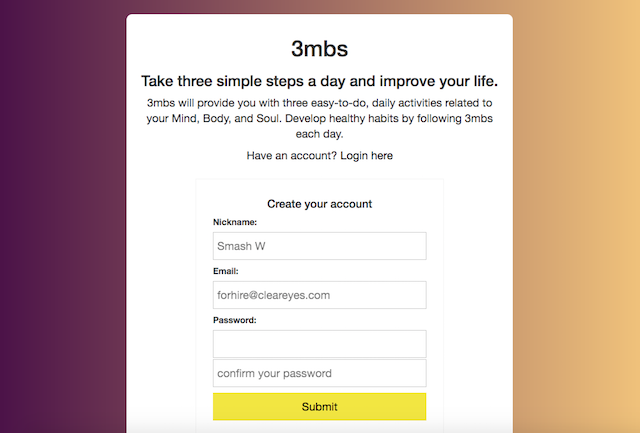 3mbs
Take three simple steps a day and improve your life.
3mbs will provide you with three easy-to-do, daily activities related to
your Mind, Body, and Soul. Develop healthy habits by following 3mbs
each day.
Have an account? Login here
Create your account
Nickname:
Smash W
Email:
forhire@cleareyes.com
Password:
confirm your password
Submit